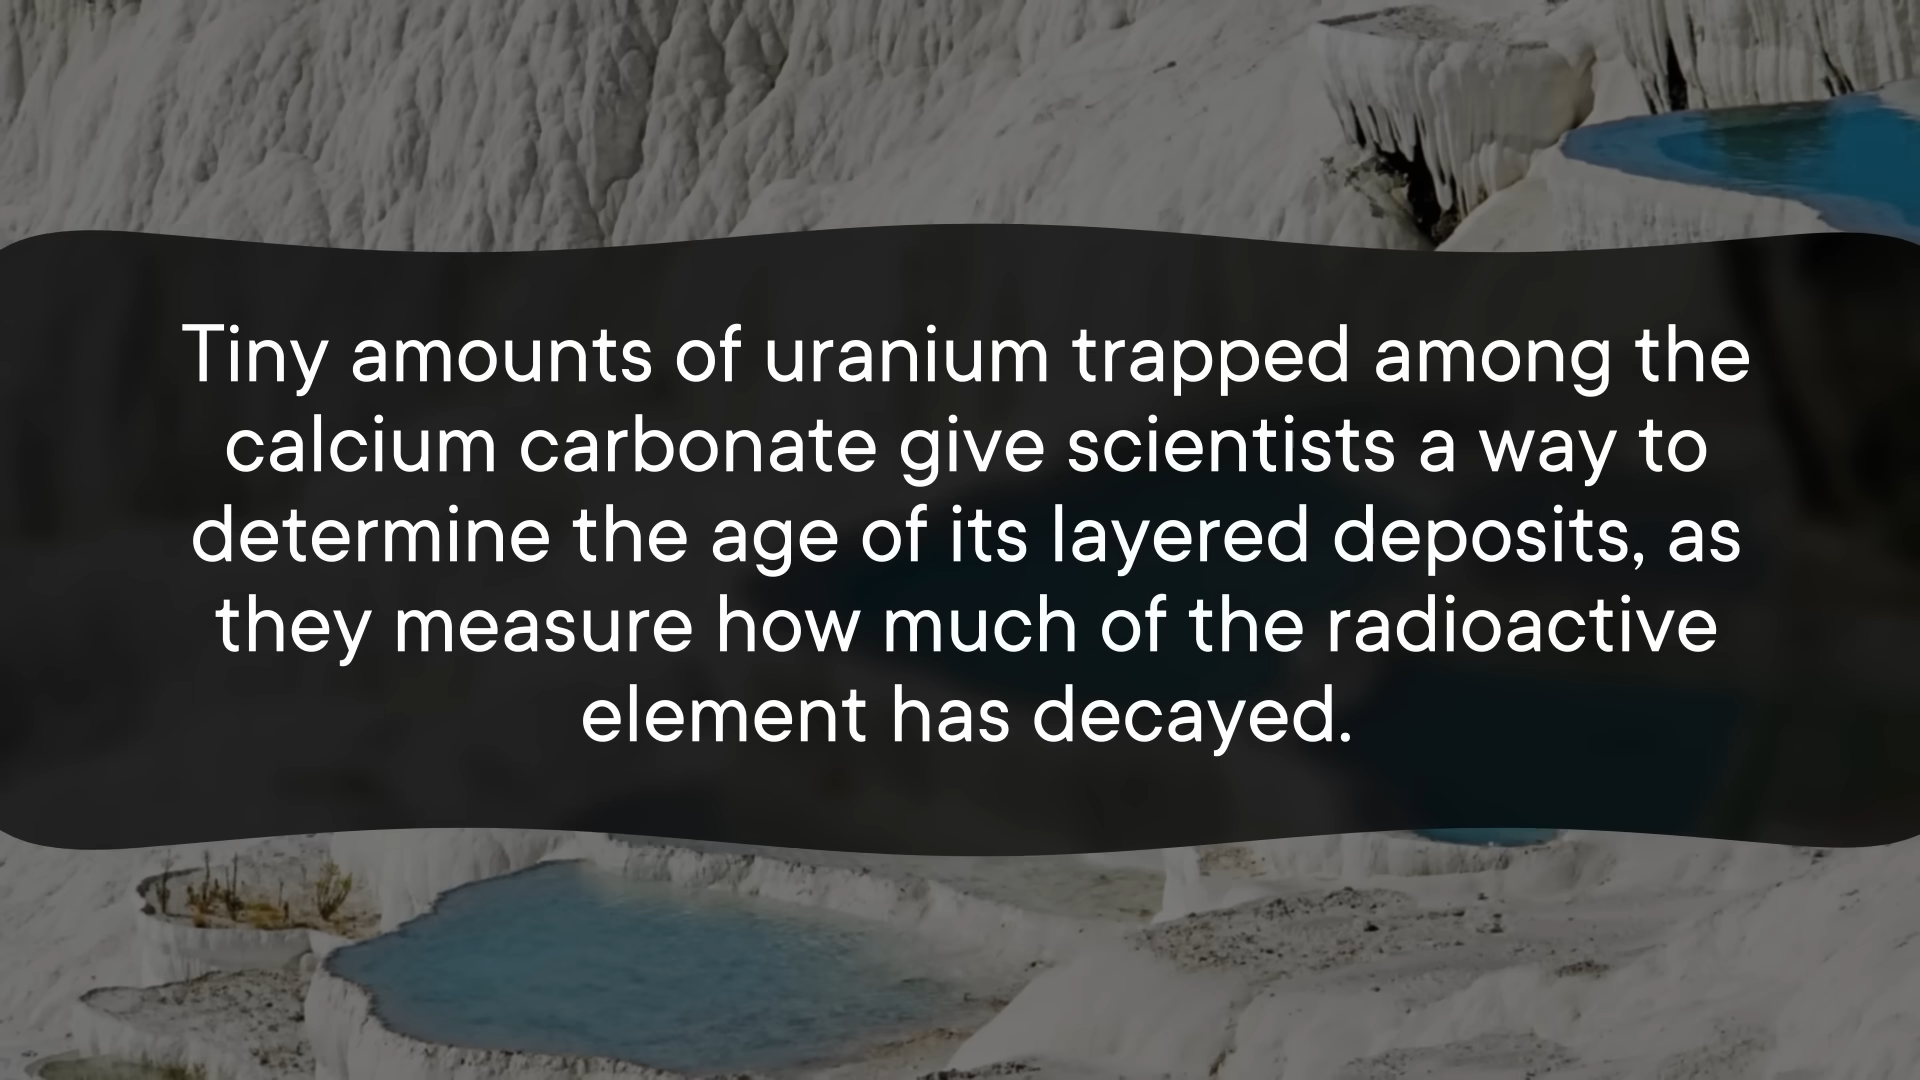 Tiny amounts of uranium trapped among the
calcium carbonate give scientists a way to
determine the age of its layered deposits, as
they measure how much of the radioactive
element has decayed.